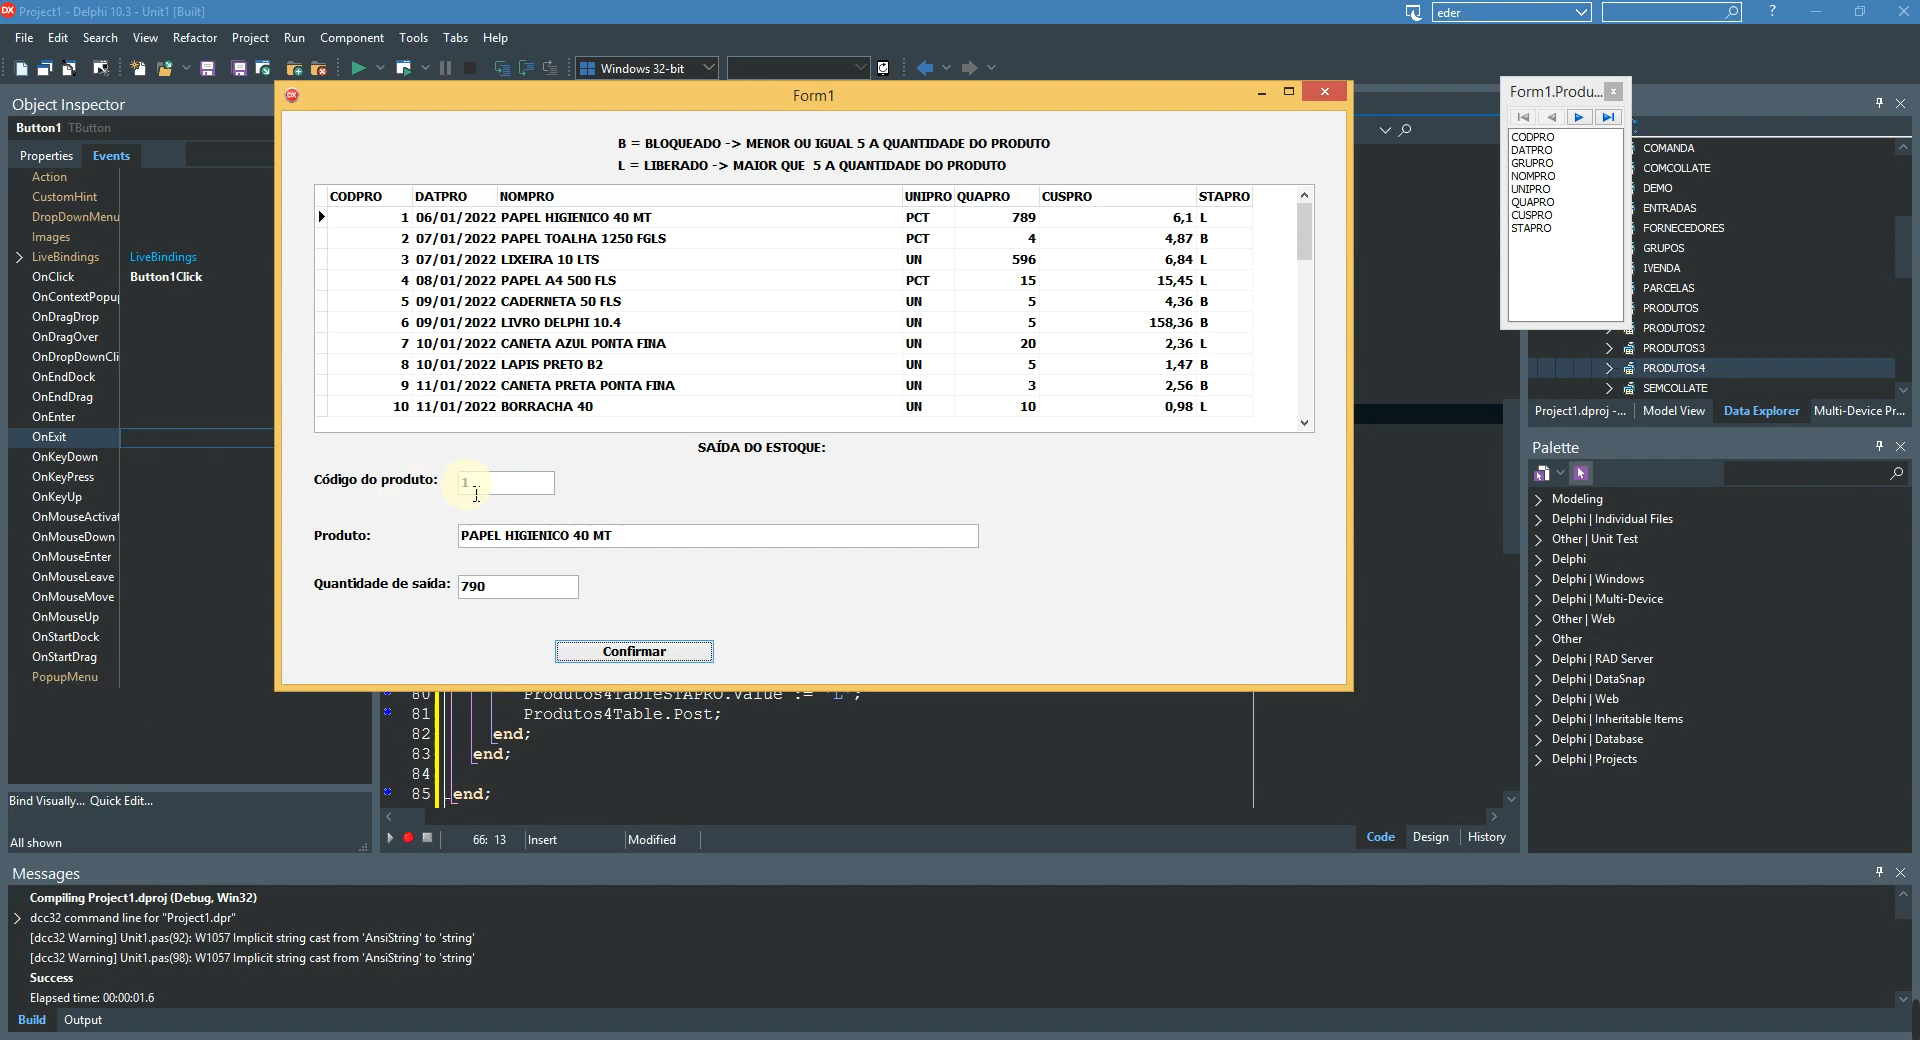 Project1 - Delphi 10.3 - Unit1 [Built]
eder
File Edit Search View Refactor Project Run Component Tools Tabs Help
Windows 32-bit
Object Inspector
Button1 TButton
Properties Events
Action
CustomHint
DropDownMenu
Images
LiveBindings LiveBindings
OnClick Button1Click
OnContextPopu
OnDragDrop
OnDragOver
OnDropDownCli
OnEndDock
OnEndDrag
OnEnter
OnExit
OnKeyDown
OnKeyPress
OnKeyUp
OnMouseActivat
OnMouseDown
OnMouseEnter
OnMouseLeave
OnMouseMove
OnMouseUp
OnStartDock
OnStartDrag
PopupMenu
Bind Visually... Quick Edit...
All shown
Form1
B = BLOQUEADO -> MENOR OU IGUAL 5 A QUANTIDADE DO PRODUTO
L = LIBERADO -> MAIOR QUE 5 A QUANTIDADE DO PRODUTO
CODPRO DATPRO NOMPRO UNIPRO QUAPRO CUSPRO STAPRO
1 06/01/2022 PAPEL HIGIENICO 40 MT PCT 789 6,1 L
2 07/01/2022 PAPEL TOALHA 1250 FGLS PCT 4 4,87 B
3 07/01/2022 LIXEIRA 10 LTS UN 596 6,84 L
4 08/01/2022 PAPEL A4 500 FLS PCT 15 15,45 L
5 09/01/2022 CADERNETA 50 FLS UN 5 4,36 B
6 09/01/2022 LIVRO DELPHI 10.4 UN 5 158,36 B
7 10/01/2022 CANETA AZUL PONTA FINA UN 20 2,36 L
8 10/01/2022 LAPIS PRETO B2 UN 5 1,47 B
9 11/01/2022 CANETA PRETA PONTA FINA UN 3 2,56 B
10 11/01/2022 BORRACHA 40 UN 10 0,98 L
SAÍDA DO ESTOQUE:
Código do produto: 1
Produto: PAPEL HIGIENICO 40 MT
Quantidade de saída: 790
Confirmar
80 Produtos4TableSTAPRO.Value := 'L';
81 Produtos4Table.Post;
82 end;
83 end;
84
85 end;
66: 13 Insert Modified
Code Design History
Form1.Produ...
CODPRO
DATPRO
GRUPRO
NOMPRO
UNIPRO
QUAPRO
CUSPRO
STAPRO
COMANDA
COMCOLLATE
DEMO
ENTRADAS
FORNECEDORES
GRUPOS
IVENDA
PARCELAS
PRODUTOS
PRODUTOS2
PRODUTOS3
PRODUTOS4
SEMCOLLATE
Project1.dproj -... Model View Data Explorer Multi-Device Pr...
Palette
Modeling
Delphi | Individual Files
Other | Unit Test
Delphi
Delphi | Windows
Delphi | Multi-Device
Other | Web
Other
Delphi | RAD Server
Delphi | DataSnap
Delphi | Web
Delphi | Inheritable Items
Delphi | Database
Delphi | Projects
Messages
Compiling Project1.dproj (Debug, Win32)
dcc32 command line for "Project1.dpr"
[dcc32 Warning] Unit1.pas(92): W1057 Implicit string cast from 'AnsiString' to 'string'
[dcc32 Warning] Unit1.pas(98): W1057 Implicit string cast from 'AnsiString' to 'string'
Success
Elapsed time: 00:00:01.6
Build Output